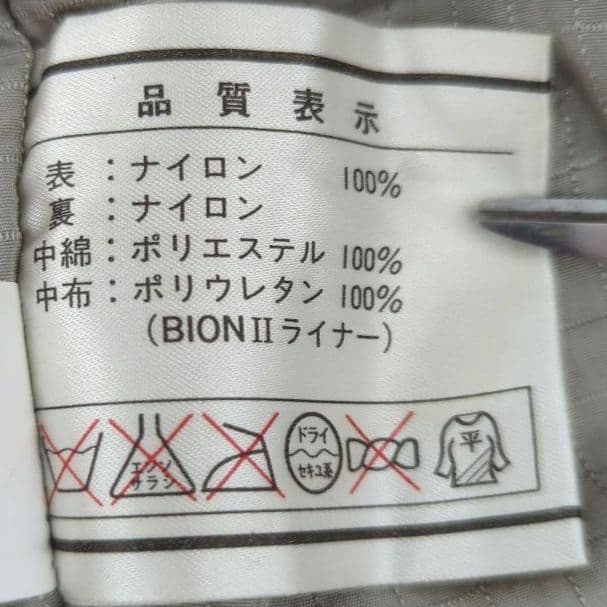 品質表示
表：ナイロン 100%
裏：ナイロン
中綿：ポリエステル 100%
中布：ポリウレタン 100%
(BIONⅡライナー)
エンソ
サラシ
ドライ
セキユ系
平